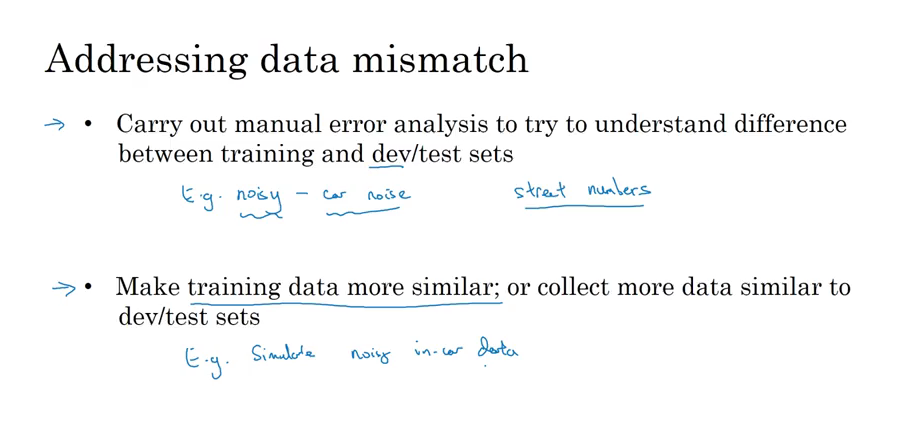 Addressing data mismatch
→ • Carry out manual error analysis to try to understand difference
between training and dev/test sets
E.g. noisy - car noise street numbers
→ • Make training data more similar; or collect more data similar to
dev/test sets
E.g. Simulate noisy in-car data